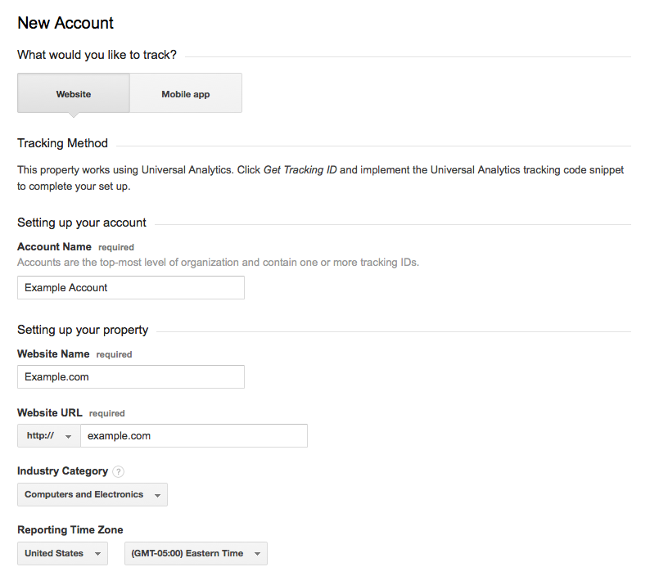 New Account
What would you like to track?
Website
Mobile app
Tracking Method
This property works using Universal Analytics. Click Get Tracking ID and implement the Universal Analytics tracking code snippet
to complete your set up.
Setting up your account
Account Name required
Accounts are the top-most level of organization and contain one or more tracking IDs.
Example Account
Setting up your property
Website Name required
Example.com
Website URL required
http:// example.com
Industry Category ?
Computers and Electronics
Reporting Time Zone
United States (GMT-05:00) Eastern Time